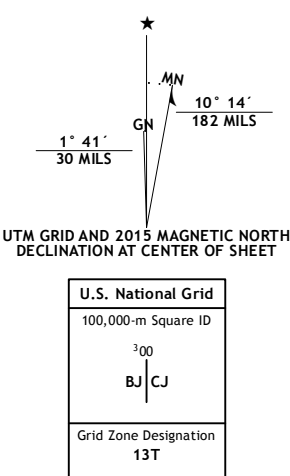 ★
MN
GN
10° 14´
182 MILS
1° 41´
30 MILS
UTM GRID AND 2015 MAGNETIC NORTH
DECLINATION AT CENTER OF SHEET
U.S. National Grid
100,000-m Square ID
³00
BJ CJ
Grid Zone Designation
13T